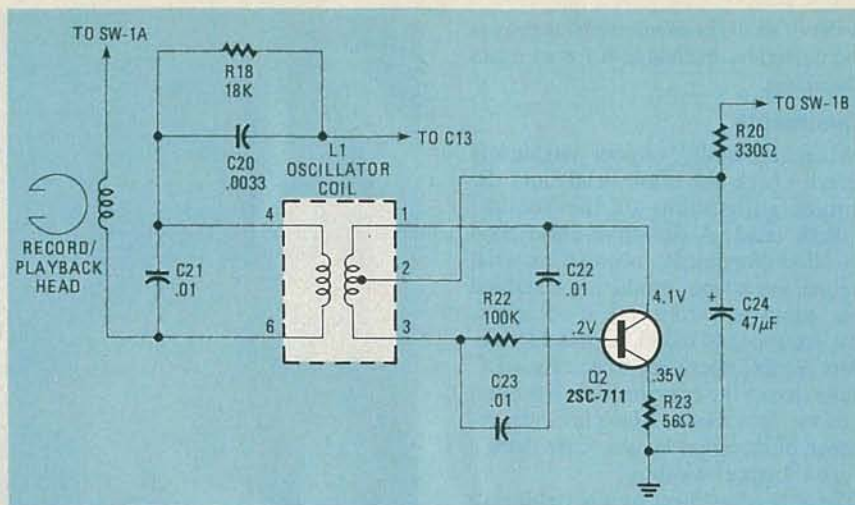 TO SW-1A
R18
18K
TO SW-1B
C20
.0033
TO C13
R20
330Ω
L1
OSCILLATOR
COIL
4
1
2
RECORD/
PLAYBACK
HEAD
C21
.01
C22
.01
R22
100K
4.1V
.2V
+
C24
47μF
6
3
C23
.01
Q2
2SC-711
.35V
R23
56Ω